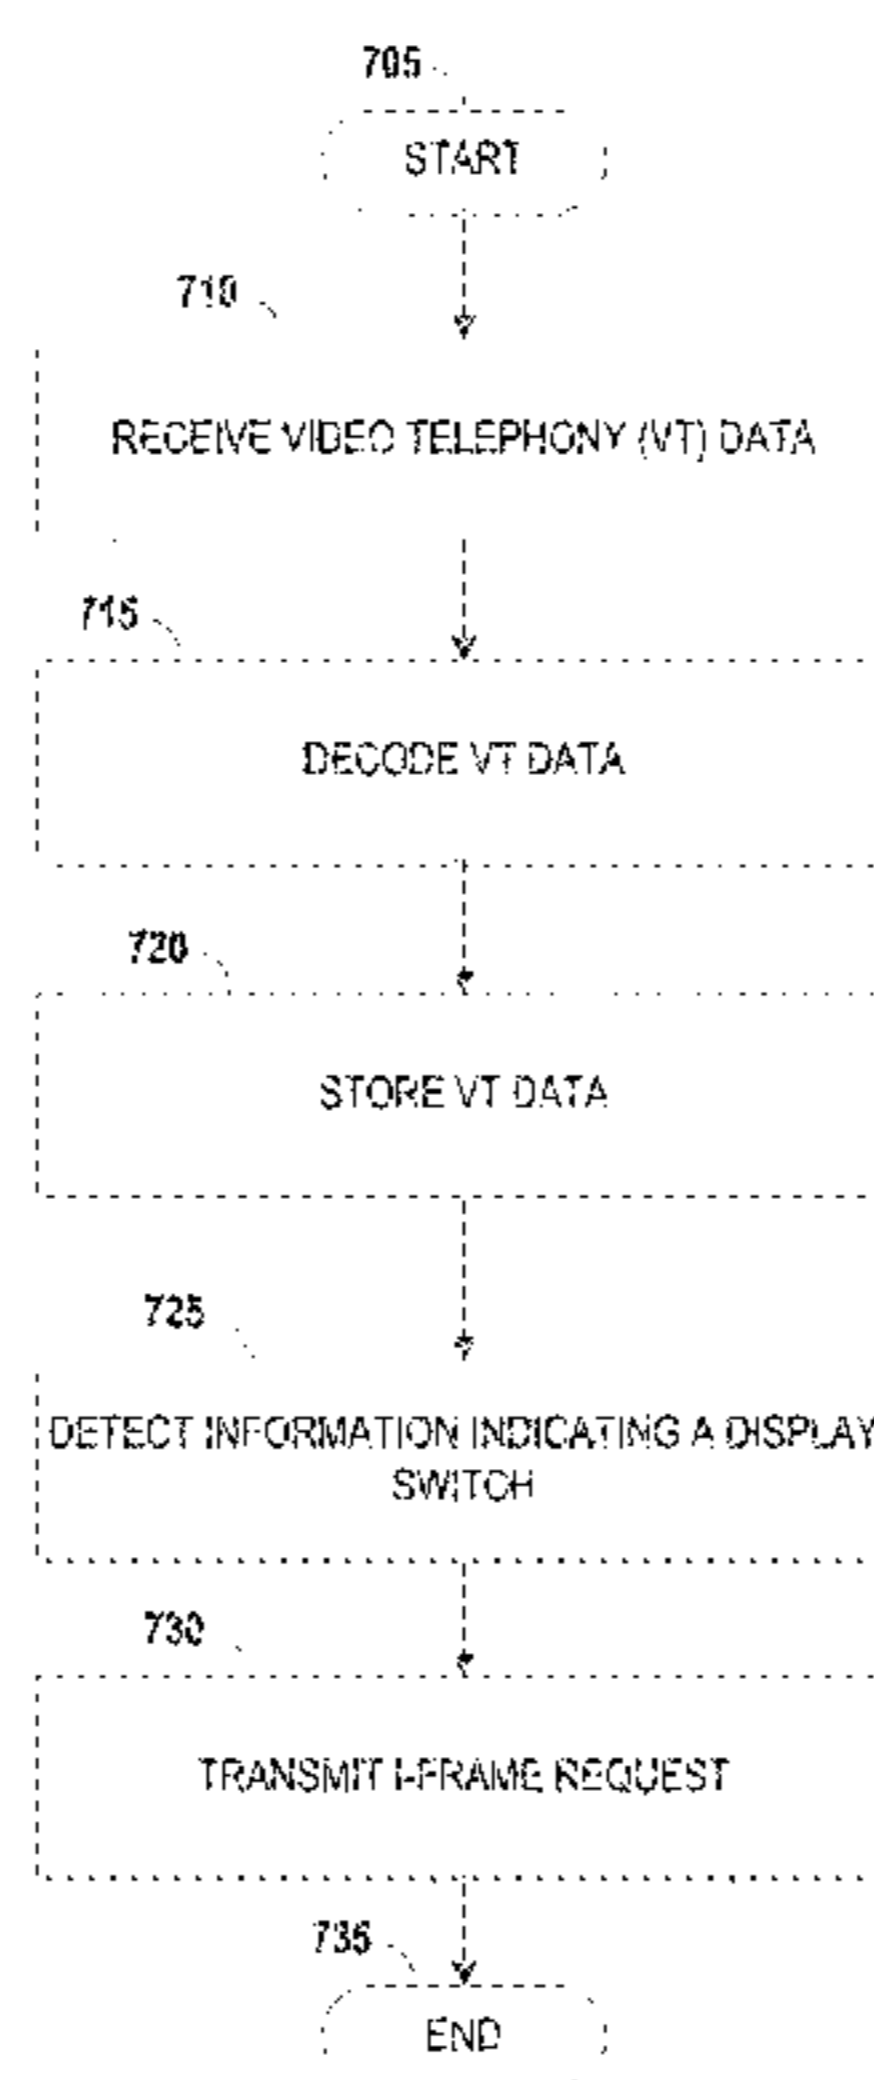 705
START
710
RECEIVE VIDEO TELEPHONY (VT) DATA
715
DECODE VT DATA
720
STORE VT DATA
725
DETECT INFORMATION INDICATING A DISPLAY
SWITCH
730
TRANSMIT I-FRAME REQUEST
735
END